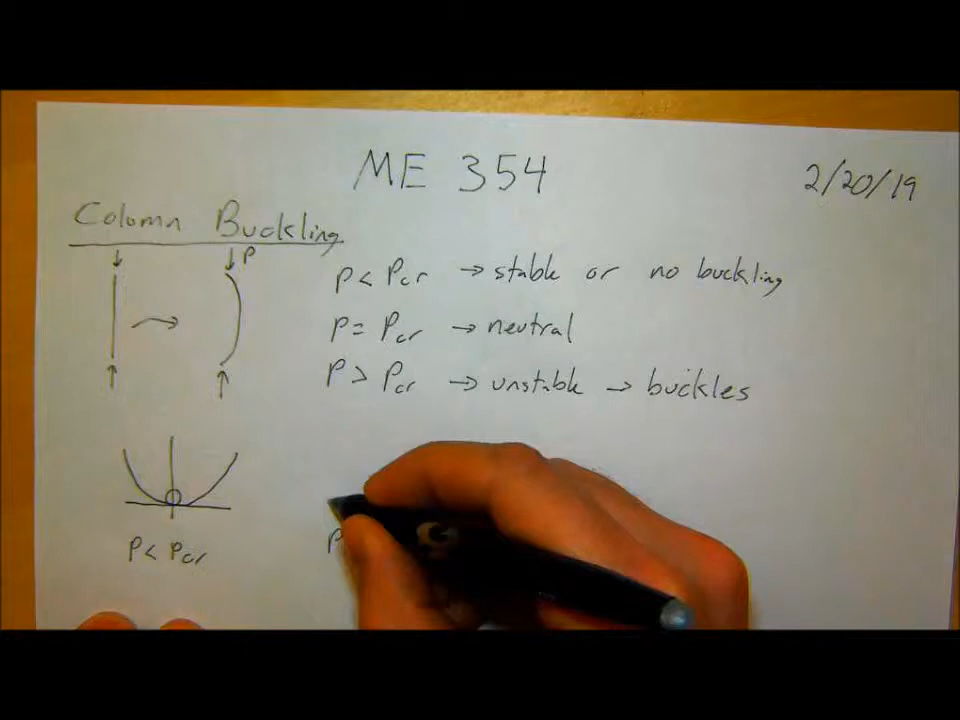 ME 354
2/20/19
Column Buckling
P
P < Pcr → stable or no buckling
P = Pcr → neutral
P > Pcr → unstable → buckles
P < Pcr
P